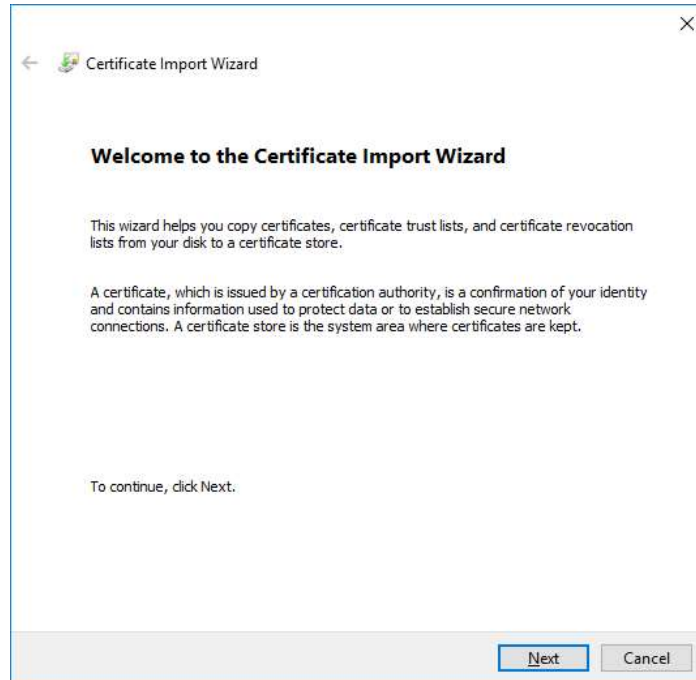 Certificate Import Wizard
Welcome to the Certificate Import Wizard
This wizard helps you copy certificates, certificate trust lists, and certificate revocation
lists from your disk to a certificate store.
A certificate, which is issued by a certification authority, is a confirmation of your identity
and contains information used to protect data or to establish secure network
connections. A certificate store is the system area where certificates are kept.
To continue, click Next.
Next
Cancel